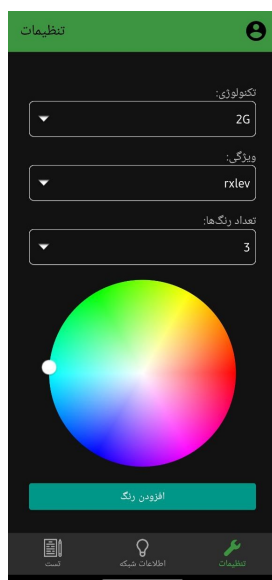 تنظیمات
تکنولوژی:
2G
ویژگی:
rxlev
تعداد رنگ‌ها:
3
افزودن رنگ
تنظیمات
اطلاعات شبکه
تست